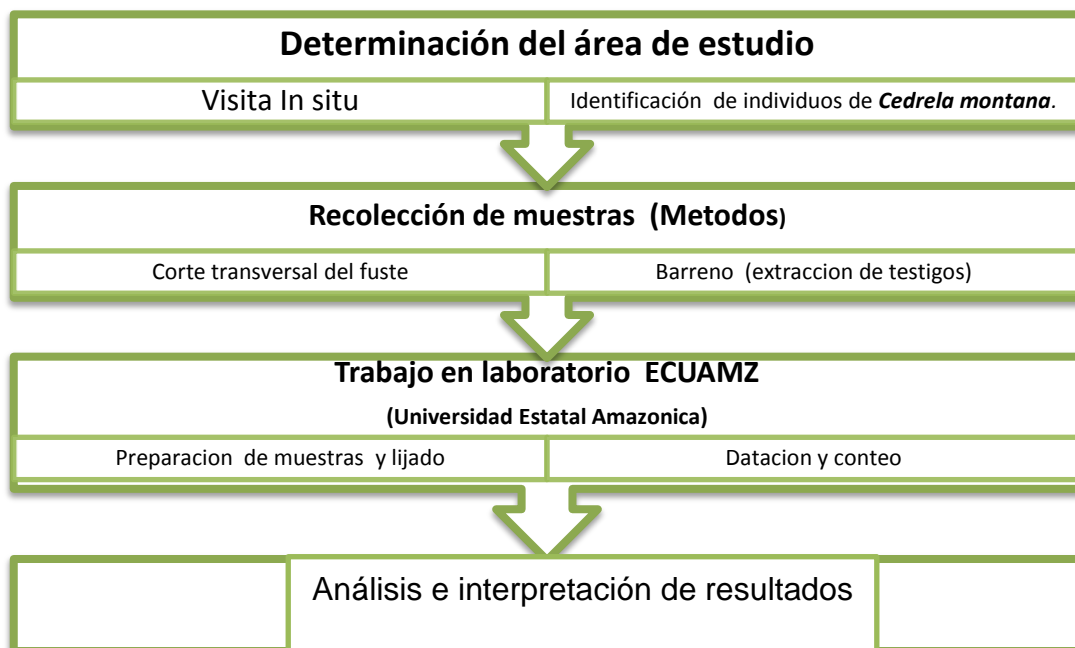 Determinación del área de estudio
Visita In situ
Identificación de individuos de Cedrela montana.
Recolección de muestras (Metodos)
Corte transversal del fuste
Barreno (extraccion de testigos)
Trabajo en laboratorio ECUAMZ
(Universidad Estatal Amazonica)
Preparacion de muestras y lijado
Datacion y conteo
Análisis e interpretación de resultados